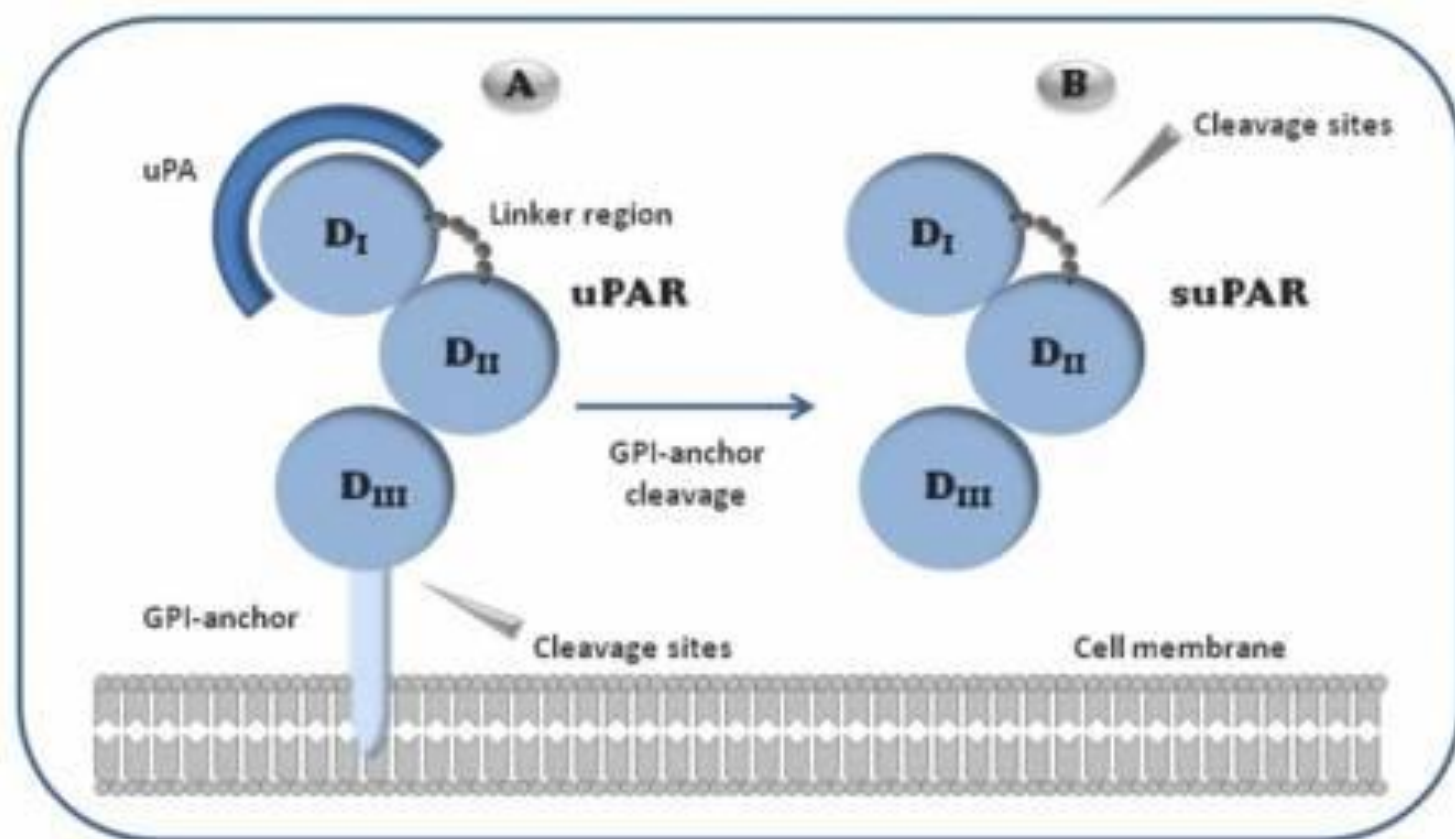 A
B
Cleavage sites
uPA
Linker region
DI
DI
uPAR
suPAR
DII
DII
GPI-anchor
cleavage
DIII
DIII
GPI-anchor
Cleavage sites
Cell membrane